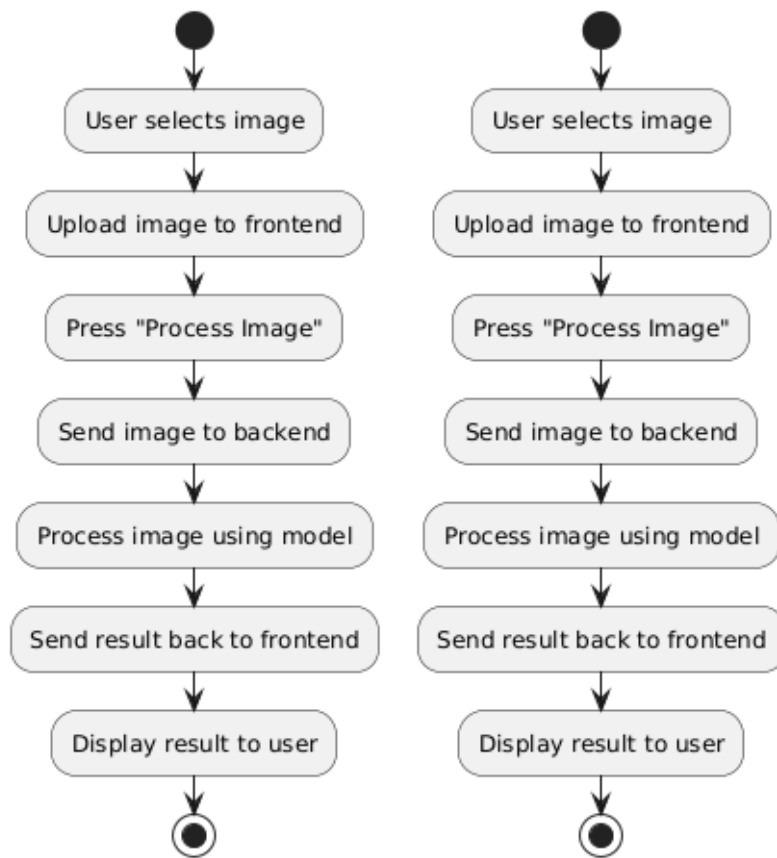 User selects image
Upload image to frontend
Press "Process Image"
Send image to backend
Process image using model
Send result back to frontend
Display result to user
User selects image
Upload image to frontend
Press "Process Image"
Send image to backend
Process image using model
Send result back to frontend
Display result to user